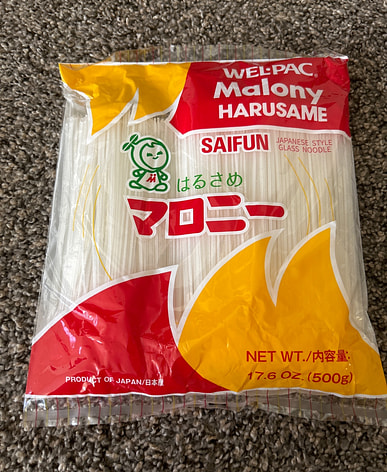 WEL·PAC®
Malony
HARUSAME
SAIFUN
JAPANESE STYLE
GLASS NOODLE
はるさめ
マロニー
NET WT./内容量:
17.6 OZ. (500g)
PRODUCT OF JAPAN/日本産